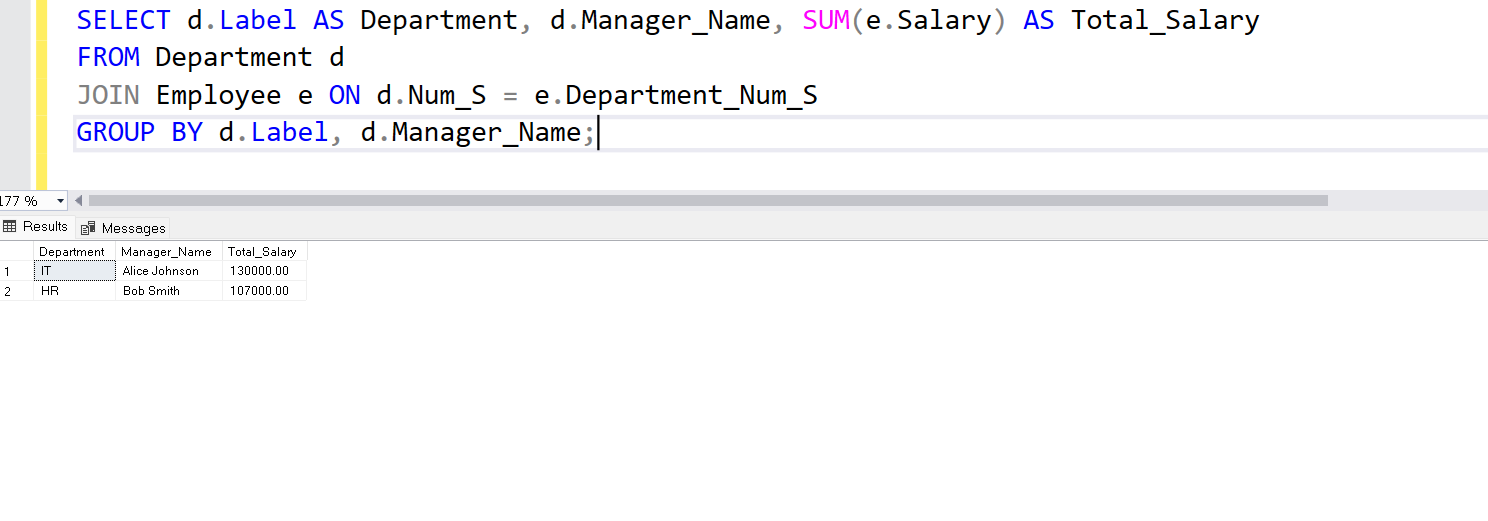 SELECT d.Label AS Department, d.Manager_Name, SUM(e.Salary) AS Total_Salary
FROM Department d
JOIN Employee e ON d.Num_S = e.Department_Num_S
GROUP BY d.Label, d.Manager_Name;
177 %
Results Messages
Department Manager_Name Total_Salary
1 IT Alice Johnson 130000.00
2 HR Bob Smith 107000.00